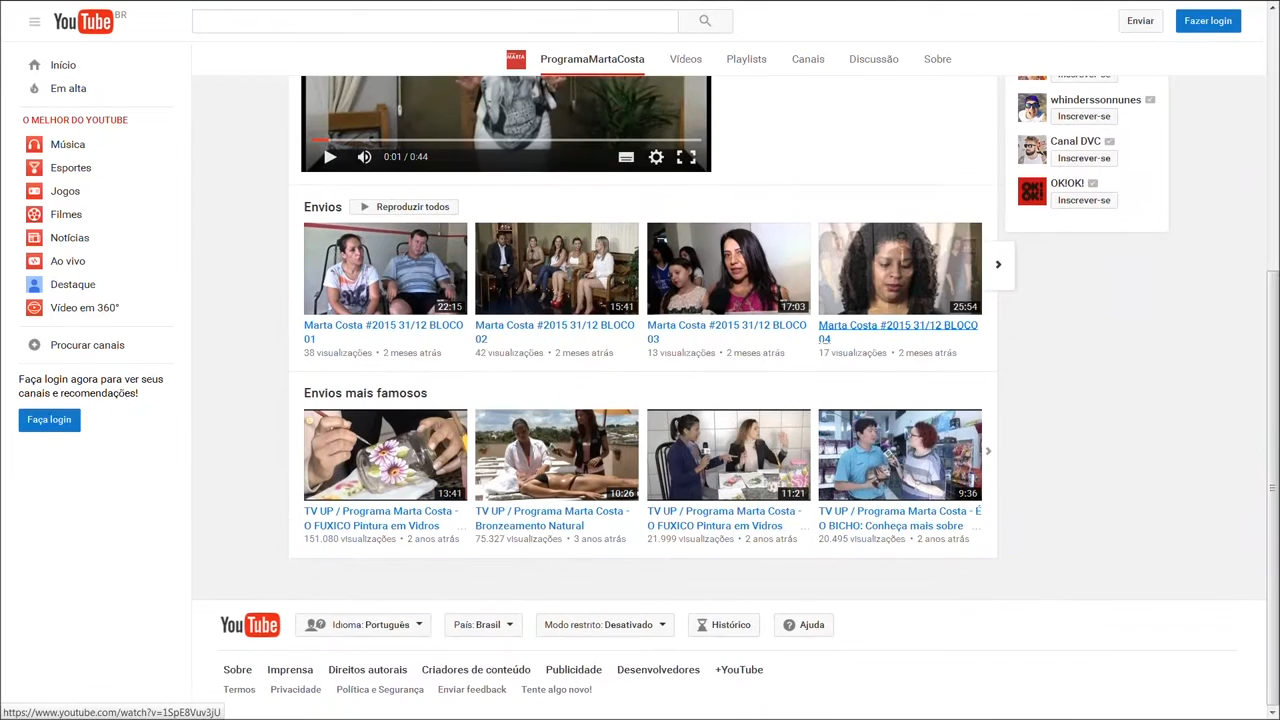 YouTube BR
Enviar
Fazer login
Início
Em alta
O MELHOR DO YOUTUBE
Música
Esportes
Jogos
Filmes
Notícias
Ao vivo
Destaque
Vídeo em 360°
Procurar canais
Faça login agora para ver seus
canais e recomendações!
Faça login
MARTA
ProgramaMartaCosta
Vídeos
Playlists
Canais
Discussão
Sobre
0:01 / 0:44
Inscrever-se
whinderssonnunes
Inscrever-se
Canal DVC
Inscrever-se
OK!OK!
OK!OK!
Inscrever-se
Envios
Reproduzir todos
22:15
15:41
17:03
25:54
Marta Costa #2015 31/12 BLOCO
01
38 visualizações • 2 meses atrás
Marta Costa #2015 31/12 BLOCO
02
42 visualizações • 2 meses atrás
Marta Costa #2015 31/12 BLOCO
03
13 visualizações • 2 meses atrás
Marta Costa #2015 31/12 BLOCO
04
17 visualizações • 2 meses atrás
Envios mais famosos
13:41
10:26
11:21
9:36
TV UP / Programa Marta Costa -
O FUXICO Pintura em Vidros ...
151.080 visualizações • 2 anos atrás
TV UP / Programa Marta Costa -
Bronzeamento Natural
75.327 visualizações • 3 anos atrás
TV UP / Programa Marta Costa -
O FUXICO Pintura em Vidros ...
21.999 visualizações • 2 anos atrás
TV UP / Programa Marta Costa - É
O BICHO: Conheça mais sobre ...
20.495 visualizações • 2 anos atrás
YouTube
Idioma: Português
País: Brasil
Modo restrito: Desativado
Histórico
Ajuda
Sobre
Imprensa
Direitos autorais
Criadores de conteúdo
Publicidade
Desenvolvedores
+YouTube
Termos
Privacidade
Política e Segurança
Enviar feedback
Tente algo novo!
https://www.youtube.com/watch?v=1SpE8Vuv3jU